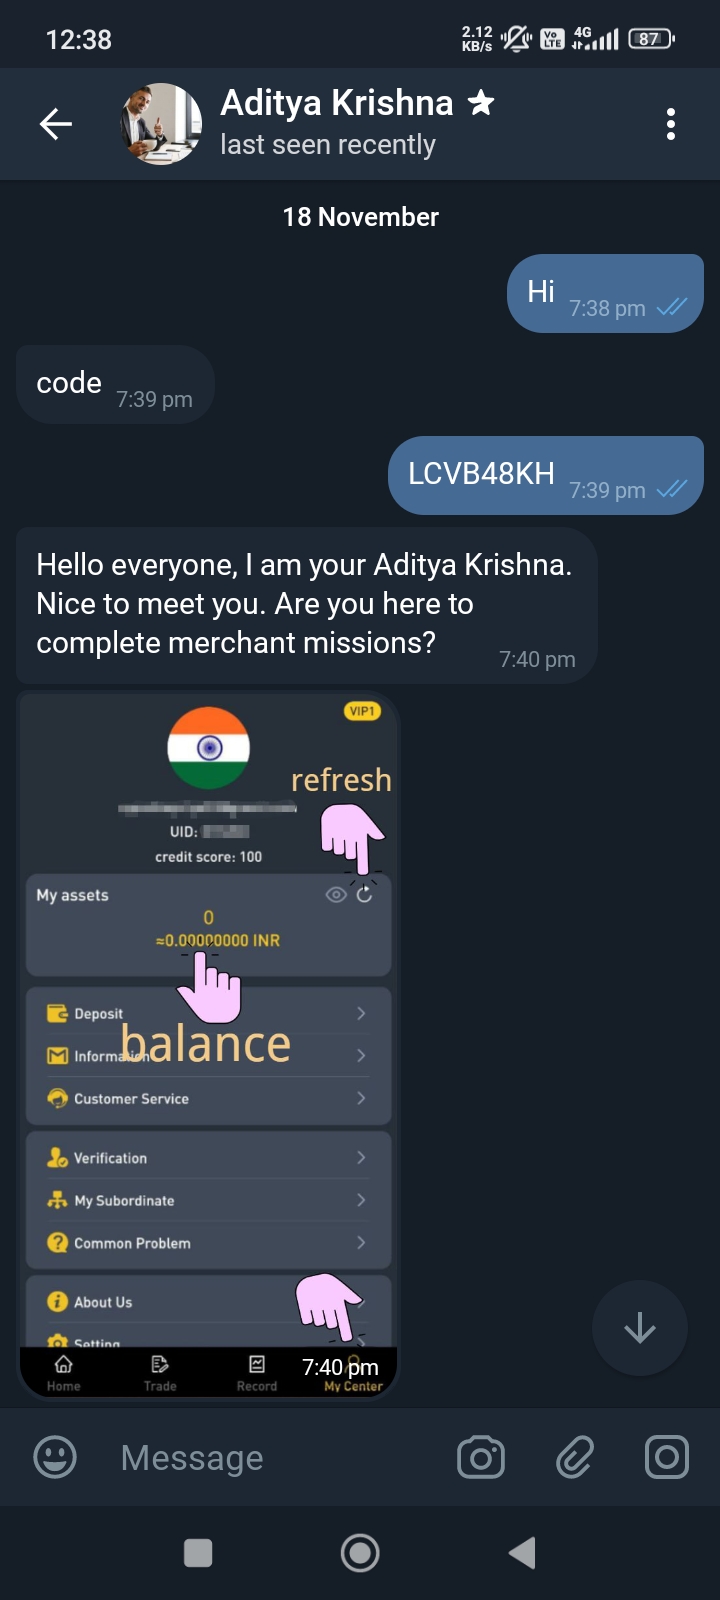 12:38
2.12
KB/s
Vo
LTE
4G
87
Aditya Krishna
last seen recently
18 November
Hi 7:38 pm
code 7:39 pm
LCVB48KH 7:39 pm
Hello everyone, I am your Aditya Krishna.
Nice to meet you. Are you here to
complete merchant missions?
7:40 pm
VIP1
refresh
UID:
credit score: 100
My assets
0
≈0.00000000 INR
Deposit
balance
Information
Customer Service
Verification
My Subordinate
Common Problem
About Us
Setting
7:40 pm
Home Trade Record My Center
Message